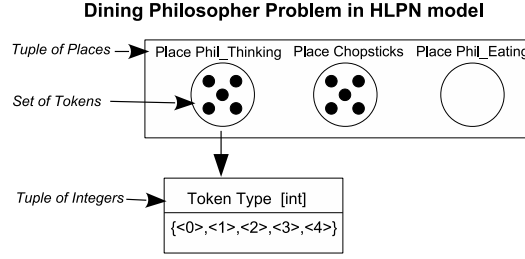 Dining Philosopher Problem in HLPN model
Tuple of Places
Place Phil_Thinking Place Chopsticks Place Phil_Eating
Set of Tokens
Tuple of Integers
Token Type [int]
{<0>,<1>,<2>,<3>,<4>}